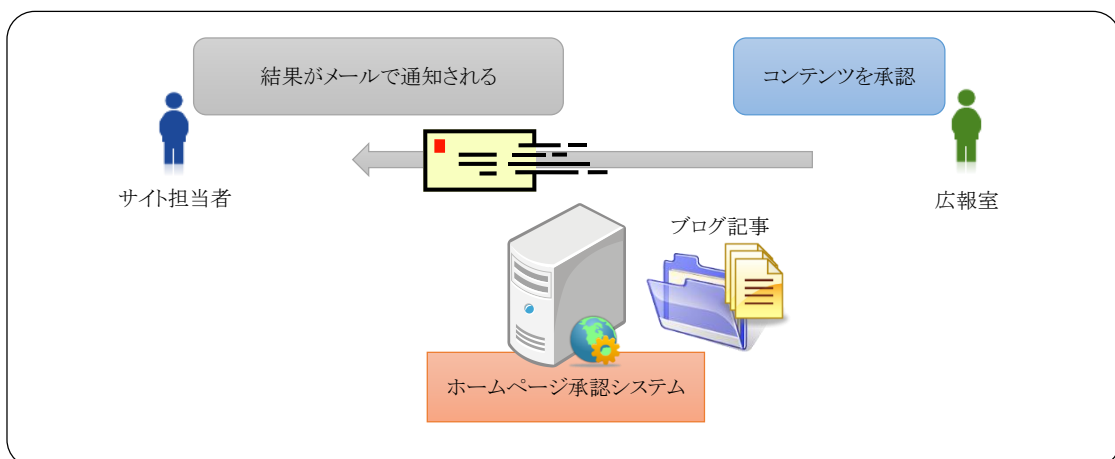 結果がメールで通知される
コンテンツを承認
サイト担当者
広報室
ブログ記事
ホームページ承認システム